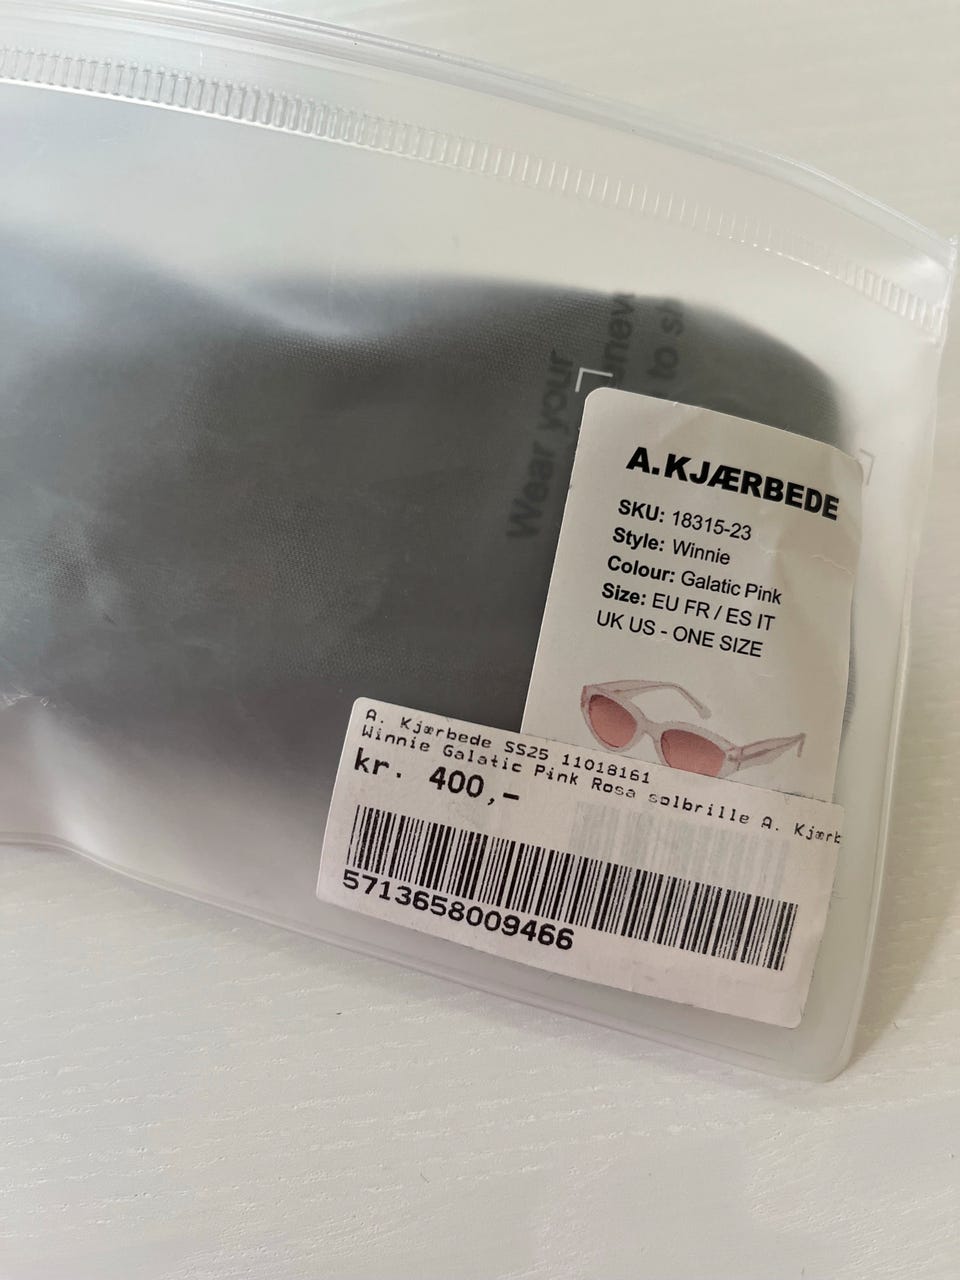 Wear your
to
A.KJÆRBEDE
SKU: 18315-23
Style: Winnie
Colour: Galatic Pink
Size: EU FR / ES IT
UK US - ONE SIZE
A. Kjærbede SS25 11018161
Winnie Galatic Pink Rosa solbrille A. Kjærb
kr. 400,-
5713658009466